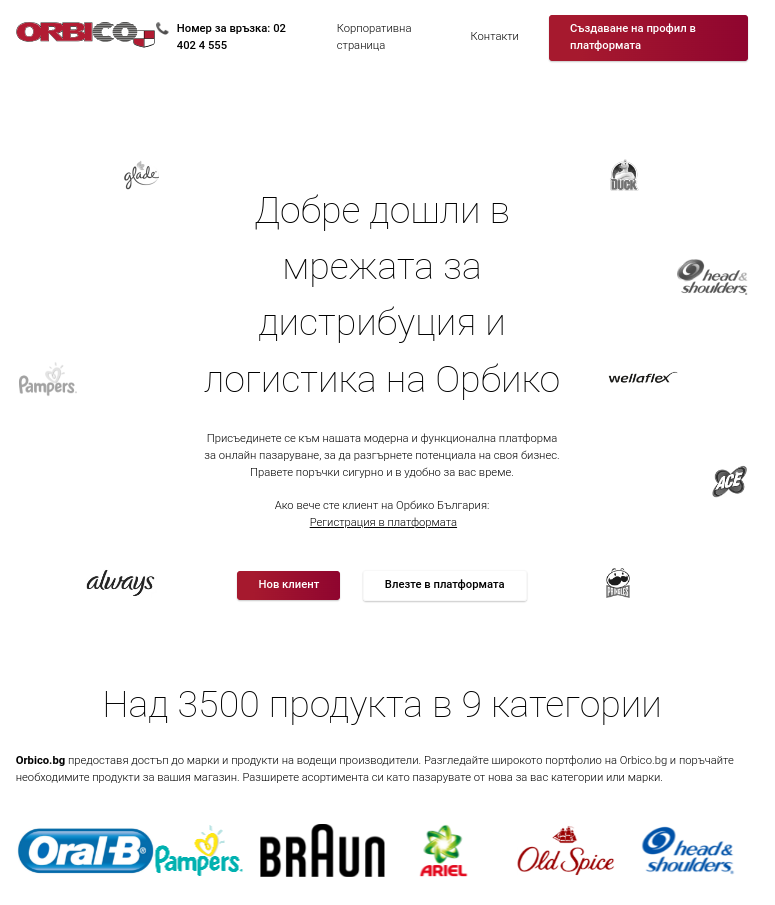 ORBICO
Номер за връзка: 02
402 4 555
Корпоративна
страница
Контакти
Създаване на профил в
платформата
glade
DUCK
Добре дошли в
мрежата за
дистрибуция и
логистика на Орбико
head&
shoulders
Pampers
wellaflex
ACE
Присъединете се към нашата модерна и функционална платформа
за онлайн пазаруване, за да разгърнете потенциала на своя бизнес.
Правете поръчки сигурно и в удобно за вас време.
Ако вече сте клиент на Орбико България:
Регистрация в платформата
always
Нов клиент
Влезте в платформата
PRINGLES
Над 3500 продукта в 9 категории
Orbico.bg предоставя достъп до марки и продукти на водещи производители. Разгледайте широкото портфолио на Orbico.bg и поръчайте
необходимите продукти за вашия магазин. Разширете асортимента си като пазарувате от нова за вас категории или марки.
Oral-B
Pampers
BRAUN
ARIEL
Old Spice
head&
shoulders